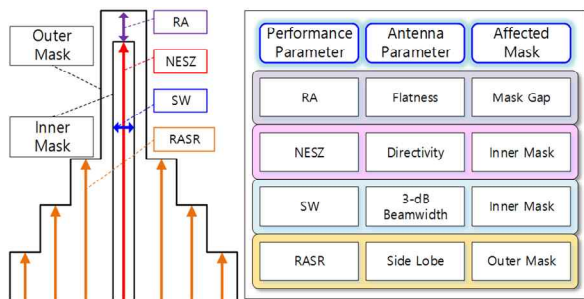 Outer
Mask
Inner
Mask
RA
NESZ
SW
RASR
Performance
Parameter
Antenna
Parameter
Affected
Mask
RA
Flatness
Mask Gap
NESZ
Directivity
Inner Mask
SW
3-dB
Beamwidth
Inner Mask
RASR
Side Lobe
Outer Mask